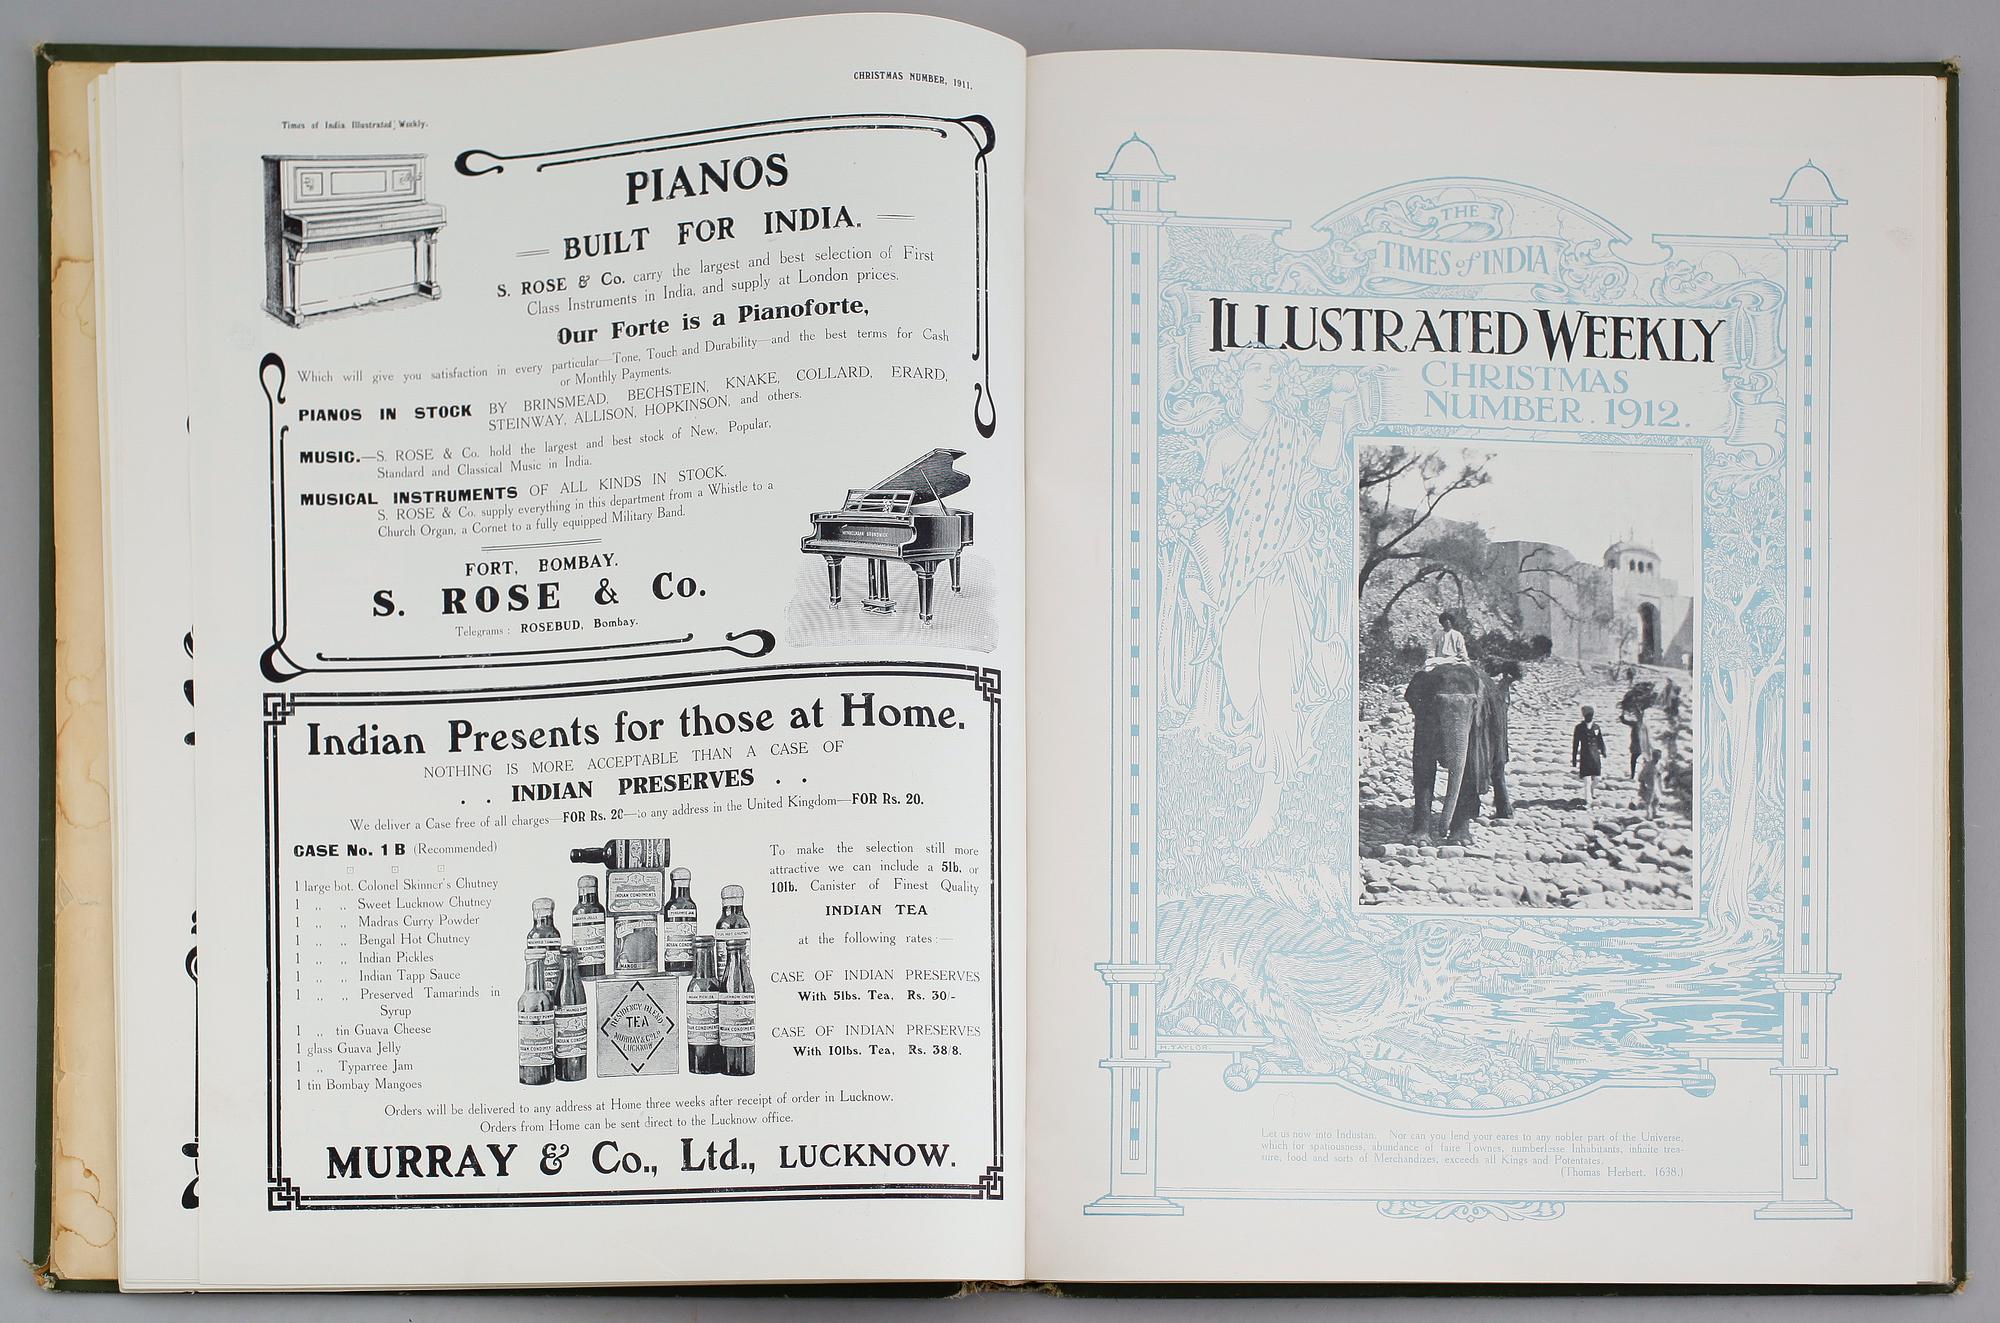 CHRISTMAS NUMBER, 1911.
Times of India Illustrated Weekly.
PIANOS
BUILT FOR INDIA.
S. ROSE & Co. carry the largest and best selection of First
Class Instruments in India, and supply at London prices.
Our Forte is a Pianoforte,
Which will give you satisfaction in every particular—Tone, Touch and Durability—and the best terms for Cash
or Monthly Payments.
PIANOS IN STOCK BY BRINSMEAD, BECHSTEIN, KNAKE, COLLARD, ERARD,
STEINWAY, ALLISON, HOPKINSON, and others.
MUSIC.—S. ROSE & Co. hold the largest and best stock of New, Popular,
Standard and Classical Music in India.
MUSICAL INSTRUMENTS OF ALL KINDS IN STOCK.
S. ROSE & Co. supply everything in this department from a Whistle to a
Church Organ, a Cornet to a fully equipped Military Band.
FORT, BOMBAY.
S. ROSE & Co.
Telegrams: ROSEBUD, Bombay.
Indian Presents for those at Home.
NOTHING IS MORE ACCEPTABLE THAN A CASE OF
. . INDIAN PRESERVES . .
We deliver a Case free of all charges—FOR Rs. 20—to any address in the United Kingdom—FOR Rs. 20.
CASE No. 1 B (Recommended)
1 large bot. Colonel Skinner's Chutney
1 ,, ,, Sweet Lucknow Chutney
1 ,, ,, Madras Curry Powder
1 ,, ,, Bengal Hot Chutney
1 ,, ,, Indian Pickles
1 ,, ,, Indian Tapp Sauce
1 ,, ,, Preserved Tamarinds in
Syrup
1 ,, tin Guava Cheese
1 glass Guava Jelly
1 ,, Typarree Jam
1 tin Bombay Mangoes
RESIDENCY BLEND
TEA
MURRAY & CO'S
LUCKNOW
To make the selection still more
attractive we can include a 5lb. or
10lb. Canister of Finest Quality
INDIAN TEA
at the following rates:—
CASE OF INDIAN PRESERVES
With 5lbs. Tea, Rs. 30/-
CASE OF INDIAN PRESERVES
With 10lbs. Tea, Rs. 38/8.
Orders will be delivered to any address at Home three weeks after receipt of order in Lucknow.
Orders from Home can be sent direct to the Lucknow office.
MURRAY & Co., Ltd., LUCKNOW.
THE
TIMES of INDIA
ILLUSTRATED WEEKLY
CHRISTMAS
NUMBER. 1912.
H. TAYLOR.
Let us now into Industan. Nor can you lend your eares to any nobler part of the Universe,
which for spatiousness, abundance of faire Townes, numberlesse Inhabitants, infinite trea-
sure, food and sorts of Merchandizes, exceeds all Kings and Potentates.
(Thomas Herbert. 1638.)